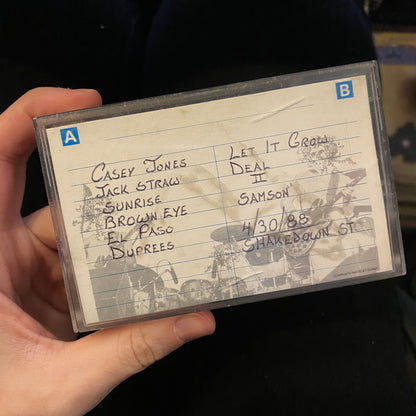 A
CASEY JONES
JACK STRAW
SUNRISE
BROWN EYE
EL PASO
DUPREES
B
LET IT GROW
DEAL
II
SAMSON
4/30/88
SHAKEDOWN ST